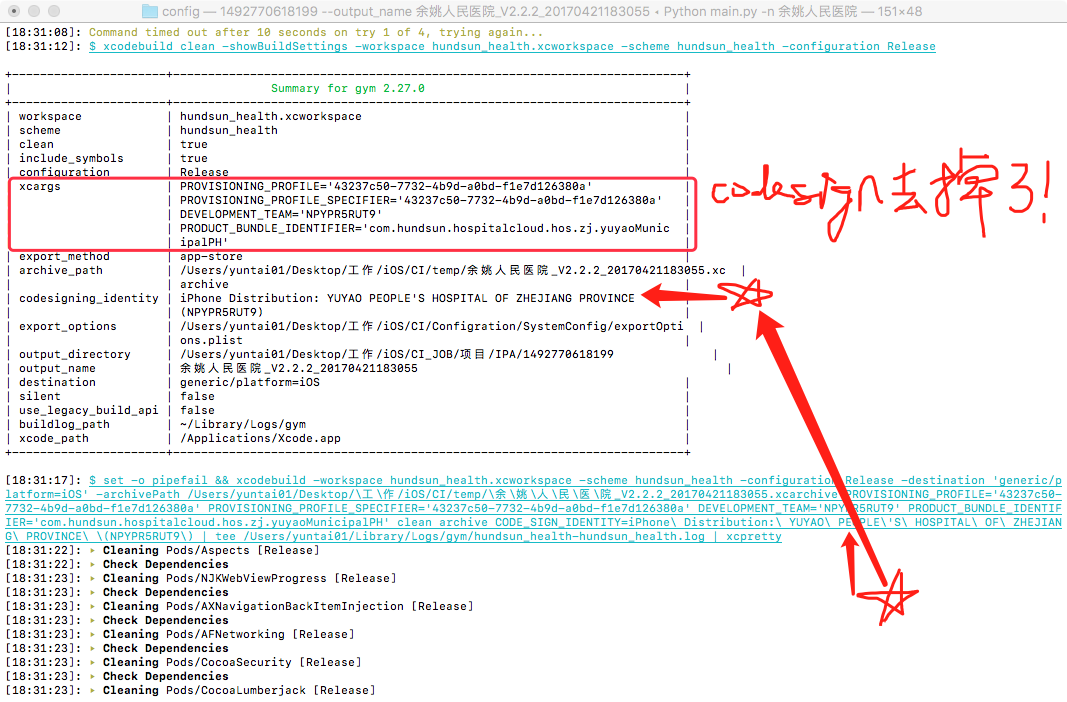 config — 1492770618199 --output_name 余姚人民医院_V2.2.2_20170421183055 • Python main.py -n 余姚人民医院 — 151×48
[18:31:08]: Command timed out after 10 seconds on try 1 of 4, trying again...
[18:31:12]: $ xcodebuild clean -showBuildSettings -workspace hundsun_health.xcworkspace -scheme hundsun_health -configuration Release
Summary for gym 2.27.0
workspace | hundsun_health.xcworkspace
scheme | hundsun_health
clean | true
include_symbols | true
configuration | Release
xcargs | PROVISIONING_PROFILE='43237c50-7732-4b9d-a0bd-f1e7d126380a'
PROVISIONING_PROFILE_SPECIFIER='43237c50-7732-4b9d-a0bd-f1e7d126380a'
DEVELOPMENT_TEAM='NPYPR5RUT9'
PRODUCT_BUNDLE_IDENTIFIER='com.hundsun.hospitalcloud.hos.zj.yuyaoMunic
ipalPH'
codesign去掉了!
export_method | app-store
archive_path | /Users/yuntai01/Desktop/工作/iOS/CI/temp/余姚人民医院_V2.2.2_20170421183055.xc
archive
codesigning_identity | iPhone Distribution: YUYAO PEOPLE'S HOSPITAL OF ZHEJIANG PROVINCE
(NPYPR5RUT9)
export_options | /Users/yuntai01/Desktop/工作/iOS/CI/Configration/SystemConfig/exportOpti
ons.plist
output_directory | /Users/yuntai01/Desktop/工作/iOS/CI_JOB/项目/IPA/1492770618199
output_name | 余姚人民医院_V2.2.2_20170421183055
destination | generic/platform=iOS
silent | false
use_legacy_build_api | false
buildlog_path | ~/Library/Logs/gym
xcode_path | /Applications/Xcode.app
[18:31:17]: $ set -o pipefail && xcodebuild -workspace hundsun_health.xcworkspace -scheme hundsun_health -configuration Release -destination 'generic/p
latform=iOS' -archivePath /Users/yuntai01/Desktop/\工\作/iOS/CI/temp/\余\姚\人\民\医\院_V2.2.2_20170421183055.xcarchive PROVISIONING_PROFILE='43237c50-
7732-4b9d-a0bd-f1e7d126380a' PROVISIONING_PROFILE_SPECIFIER='43237c50-7732-4b9d-a0bd-f1e7d126380a' DEVELOPMENT_TEAM='NPYPR5RUT9' PRODUCT_BUNDLE_IDENTIF
IER='com.hundsun.hospitalcloud.hos.zj.yuyaoMunicipalPH' clean archive CODE_SIGN_IDENTITY=iPhone\ Distribution:\ YUYAO\ PEOPLE\'S\ HOSPITAL\ OF\ ZHEJIAN
G\ PROVINCE\ \(NPYPR5RUT9\) | tee /Users/yuntai01/Library/Logs/gym/hundsun_health-hundsun_health.log | xcpretty
[18:31:22]: ▸ Cleaning Pods/Aspects [Release]
[18:31:22]: ▸ Check Dependencies
[18:31:23]: ▸ Cleaning Pods/NJKWebViewProgress [Release]
[18:31:23]: ▸ Check Dependencies
[18:31:23]: ▸ Cleaning Pods/AXNavigationBackItemInjection [Release]
[18:31:23]: ▸ Check Dependencies
[18:31:23]: ▸ Cleaning Pods/AFNetworking [Release]
[18:31:23]: ▸ Check Dependencies
[18:31:23]: ▸ Cleaning Pods/CocoaSecurity [Release]
[18:31:23]: ▸ Check Dependencies
[18:31:23]: ▸ Cleaning Pods/CocoaLumberjack [Release]